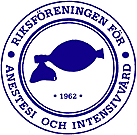 RIKSFÖRENINGEN FÖR
• 1962 •
ANESTESI OCH INTENSIVVÅRD